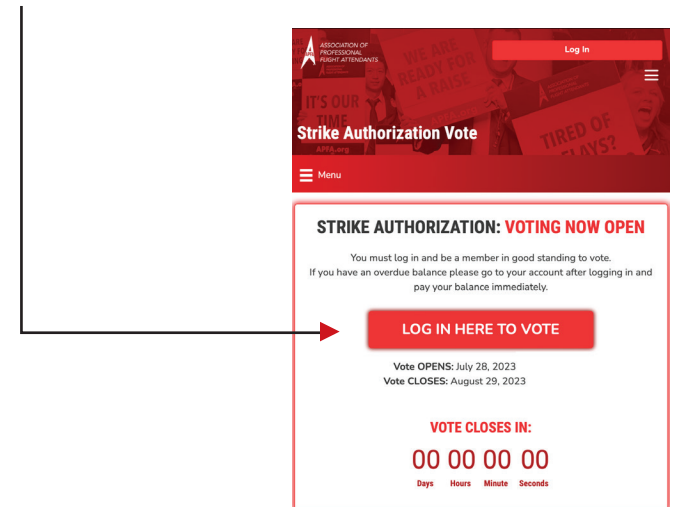 ASSOCIATION OF
PROFESSIONAL
FLIGHT ATTENDANTS
Log In
WE ARE
READY FOR
A RAISE
IT'S OUR
TIME
APFA.org
TIRED OF
Strike Authorization Vote
Menu
STRIKE AUTHORIZATION: VOTING NOW OPEN
You must log in and be a member in good standing to vote.
If you have an overdue balance please go to your account after logging in and
pay your balance immediately.
LOG IN HERE TO VOTE
Vote OPENS: July 28, 2023
Vote CLOSES: August 29, 2023
VOTE CLOSES IN:
00 00 00 00
Days Hours Minute Seconds